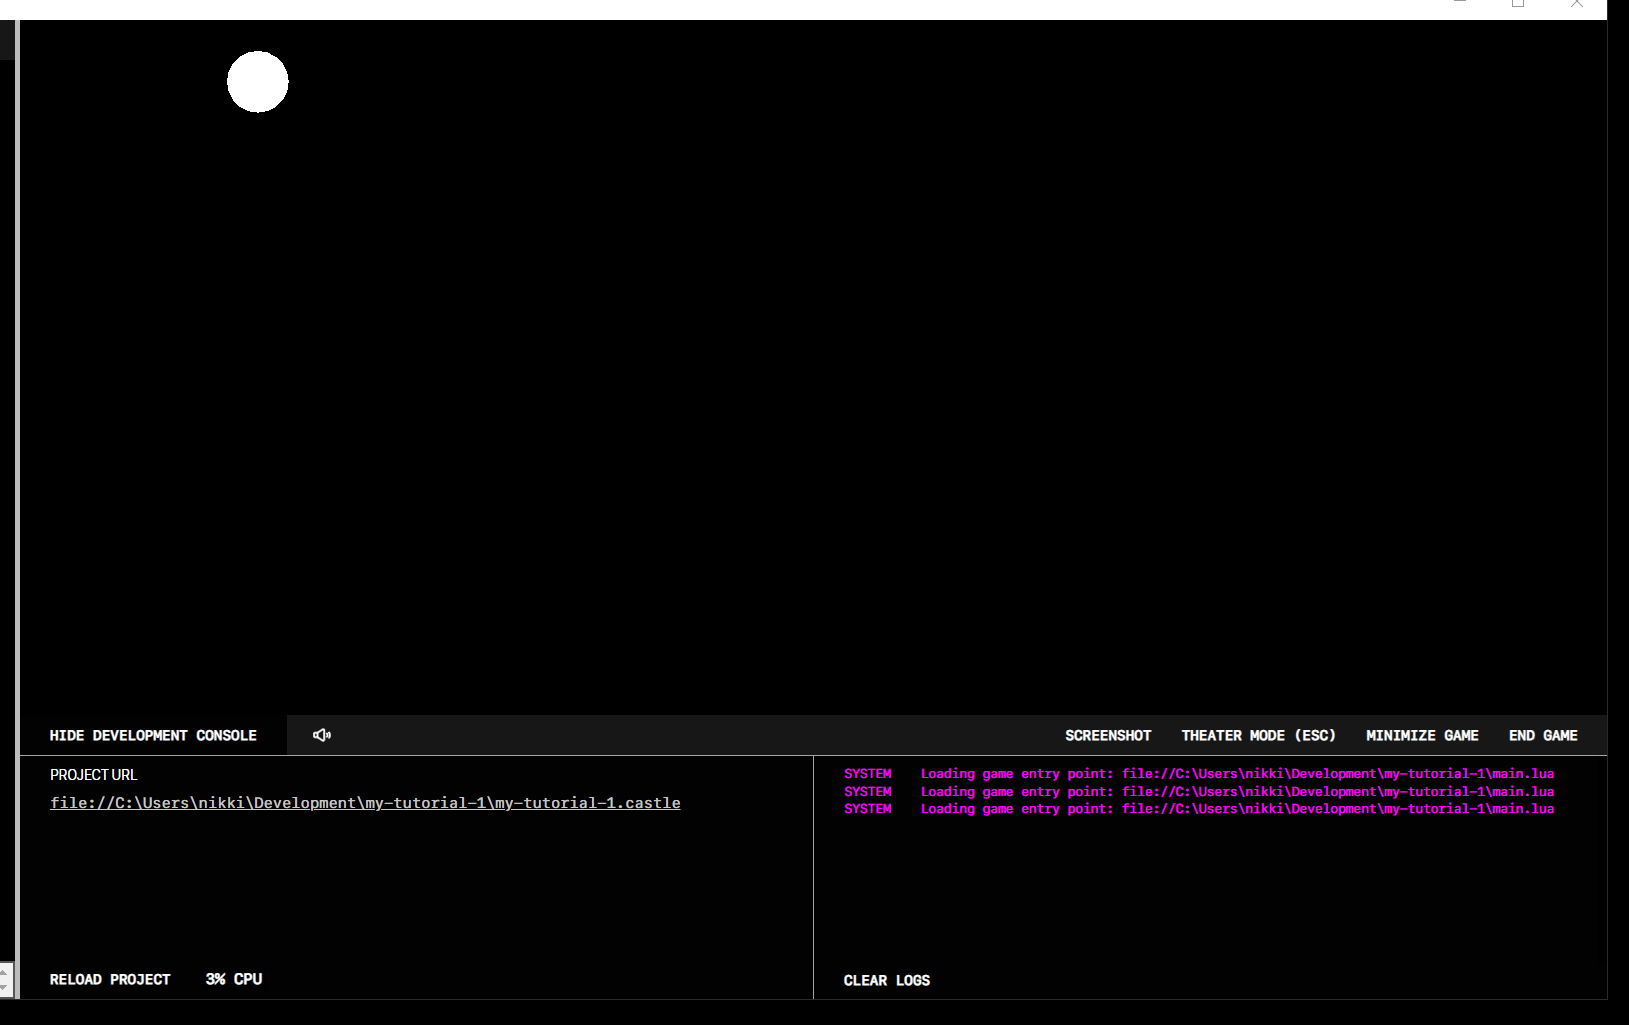 HIDE DEVELOPMENT CONSOLE
SCREENSHOT THEATER MODE (ESC) MINIMIZE GAME END GAME
PROJECT URL
file://C:\Users\nikki\Development\my-tutorial-1\my-tutorial-1.castle
RELOAD PROJECT 3% CPU
SYSTEM Loading game entry point: file://C:\Users\nikki\Development\my-tutorial-1\main.lua
SYSTEM Loading game entry point: file://C:\Users\nikki\Development\my-tutorial-1\main.lua
SYSTEM Loading game entry point: file://C:\Users\nikki\Development\my-tutorial-1\main.lua
CLEAR LOGS